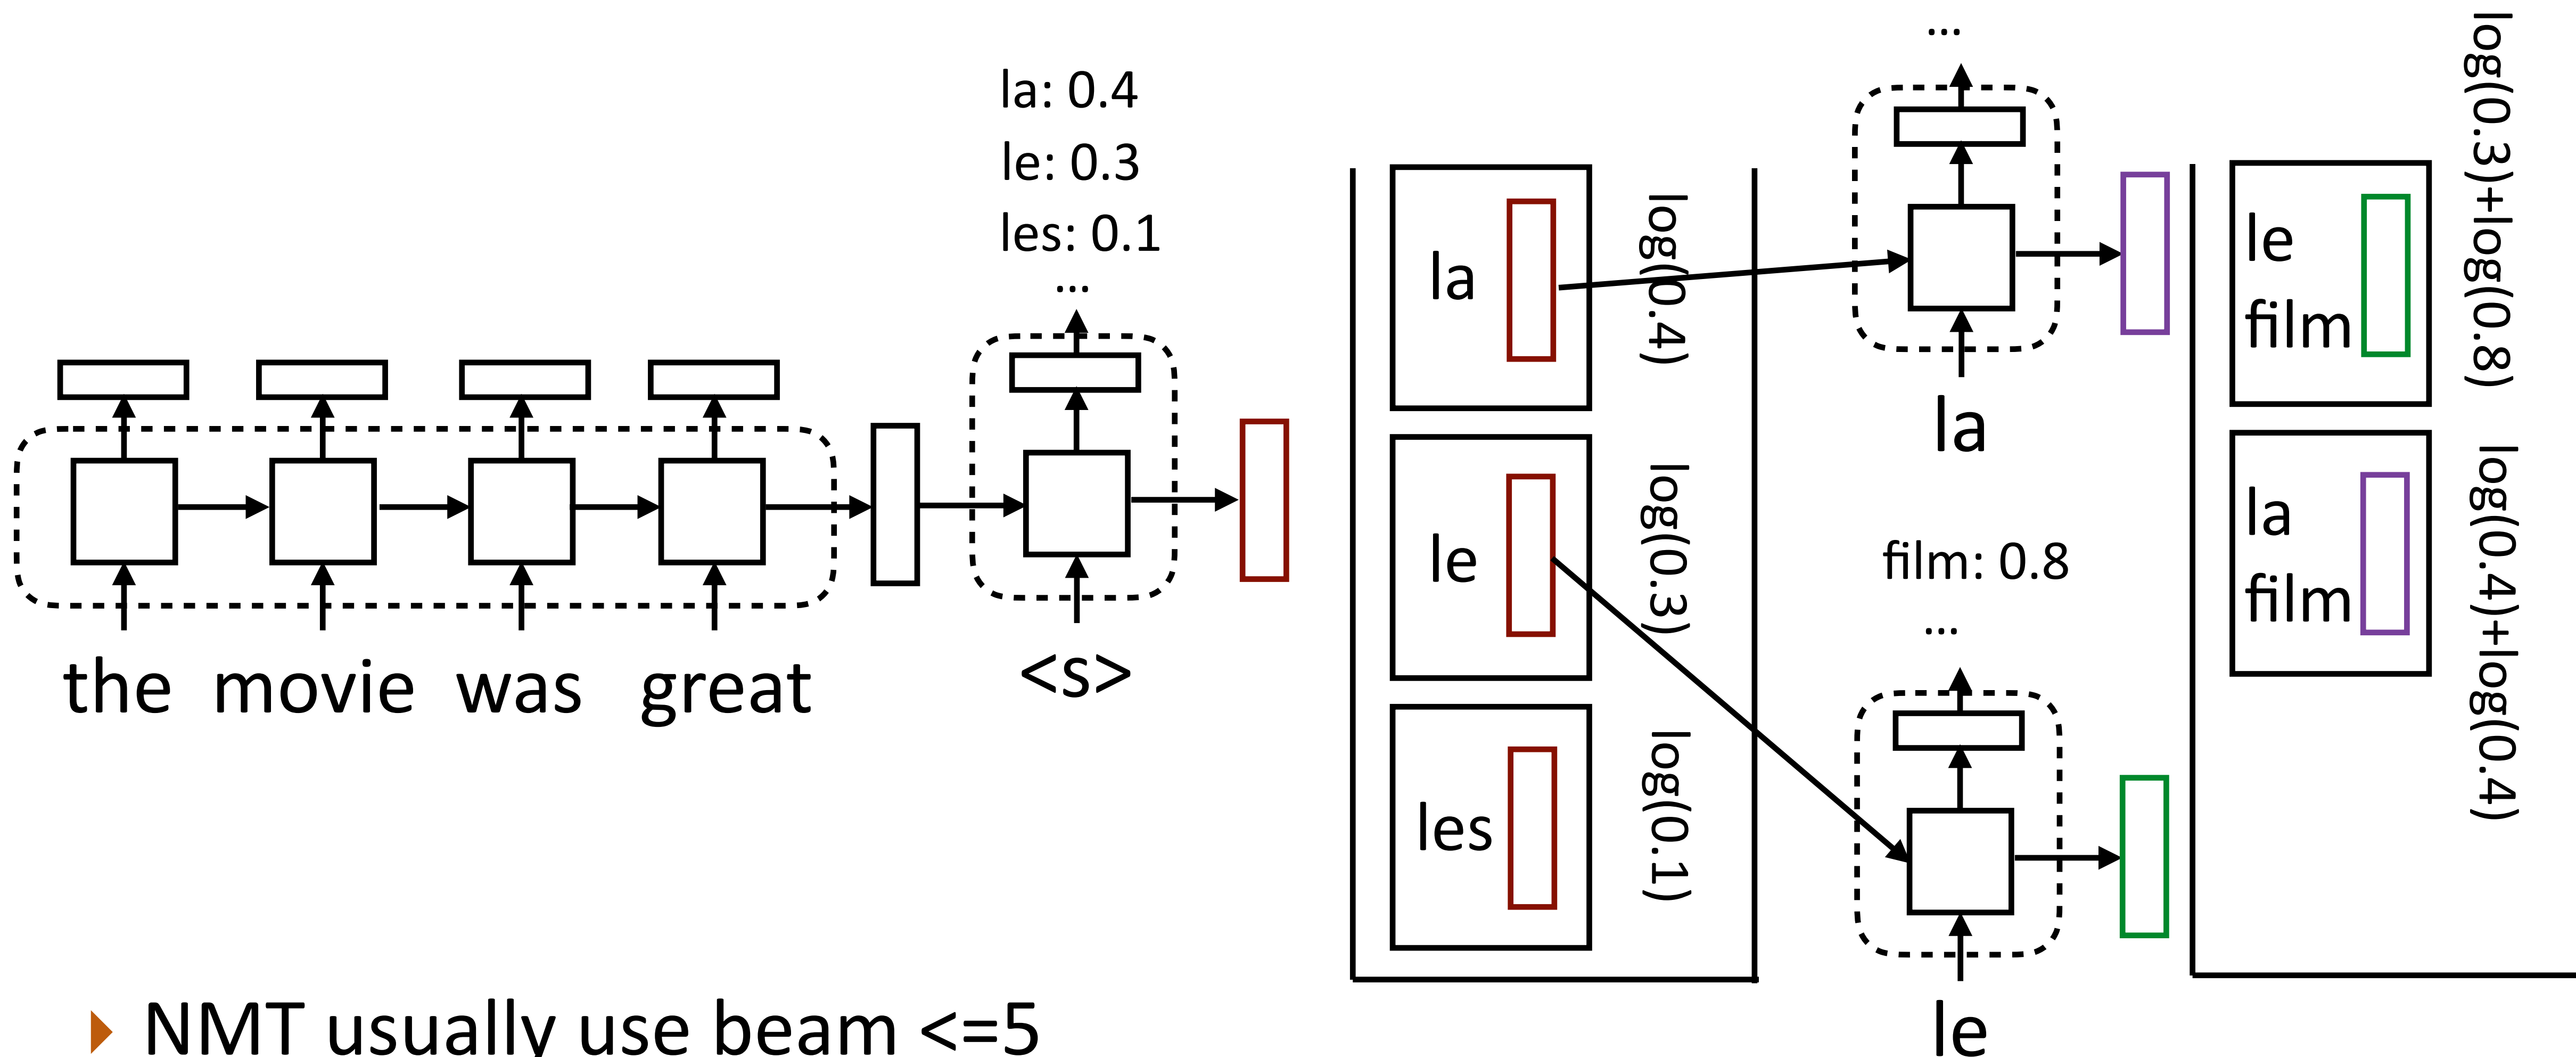 la: 0.4
le: 0.3
les: 0.1
...
the movie was great
<s>
la
log(0.4)
le
log(0.3)
les
log(0.1)
...
la
film: 0.8
...
le
le
film
log(0.3)+log(0.8)
la
film
log(0.4)+log(0.4)
NMT usually use beam <=5